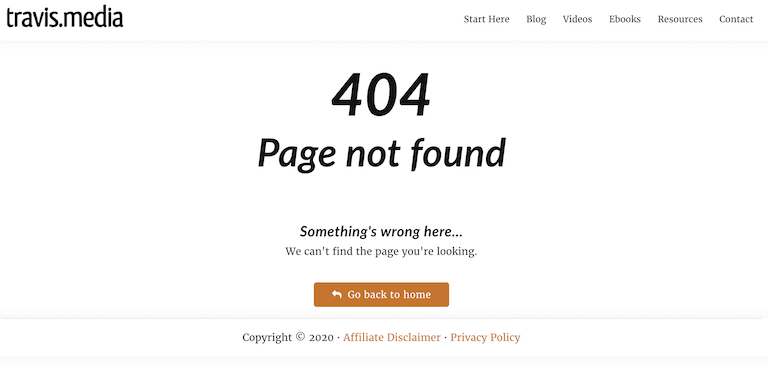 travis.media
Start Here Blog Videos Ebooks Resources Contact
404
Page not found
Something's wrong here...
We can't find the page you're looking.
Go back to home
Copyright © 2020 · Affiliate Disclaimer · Privacy Policy